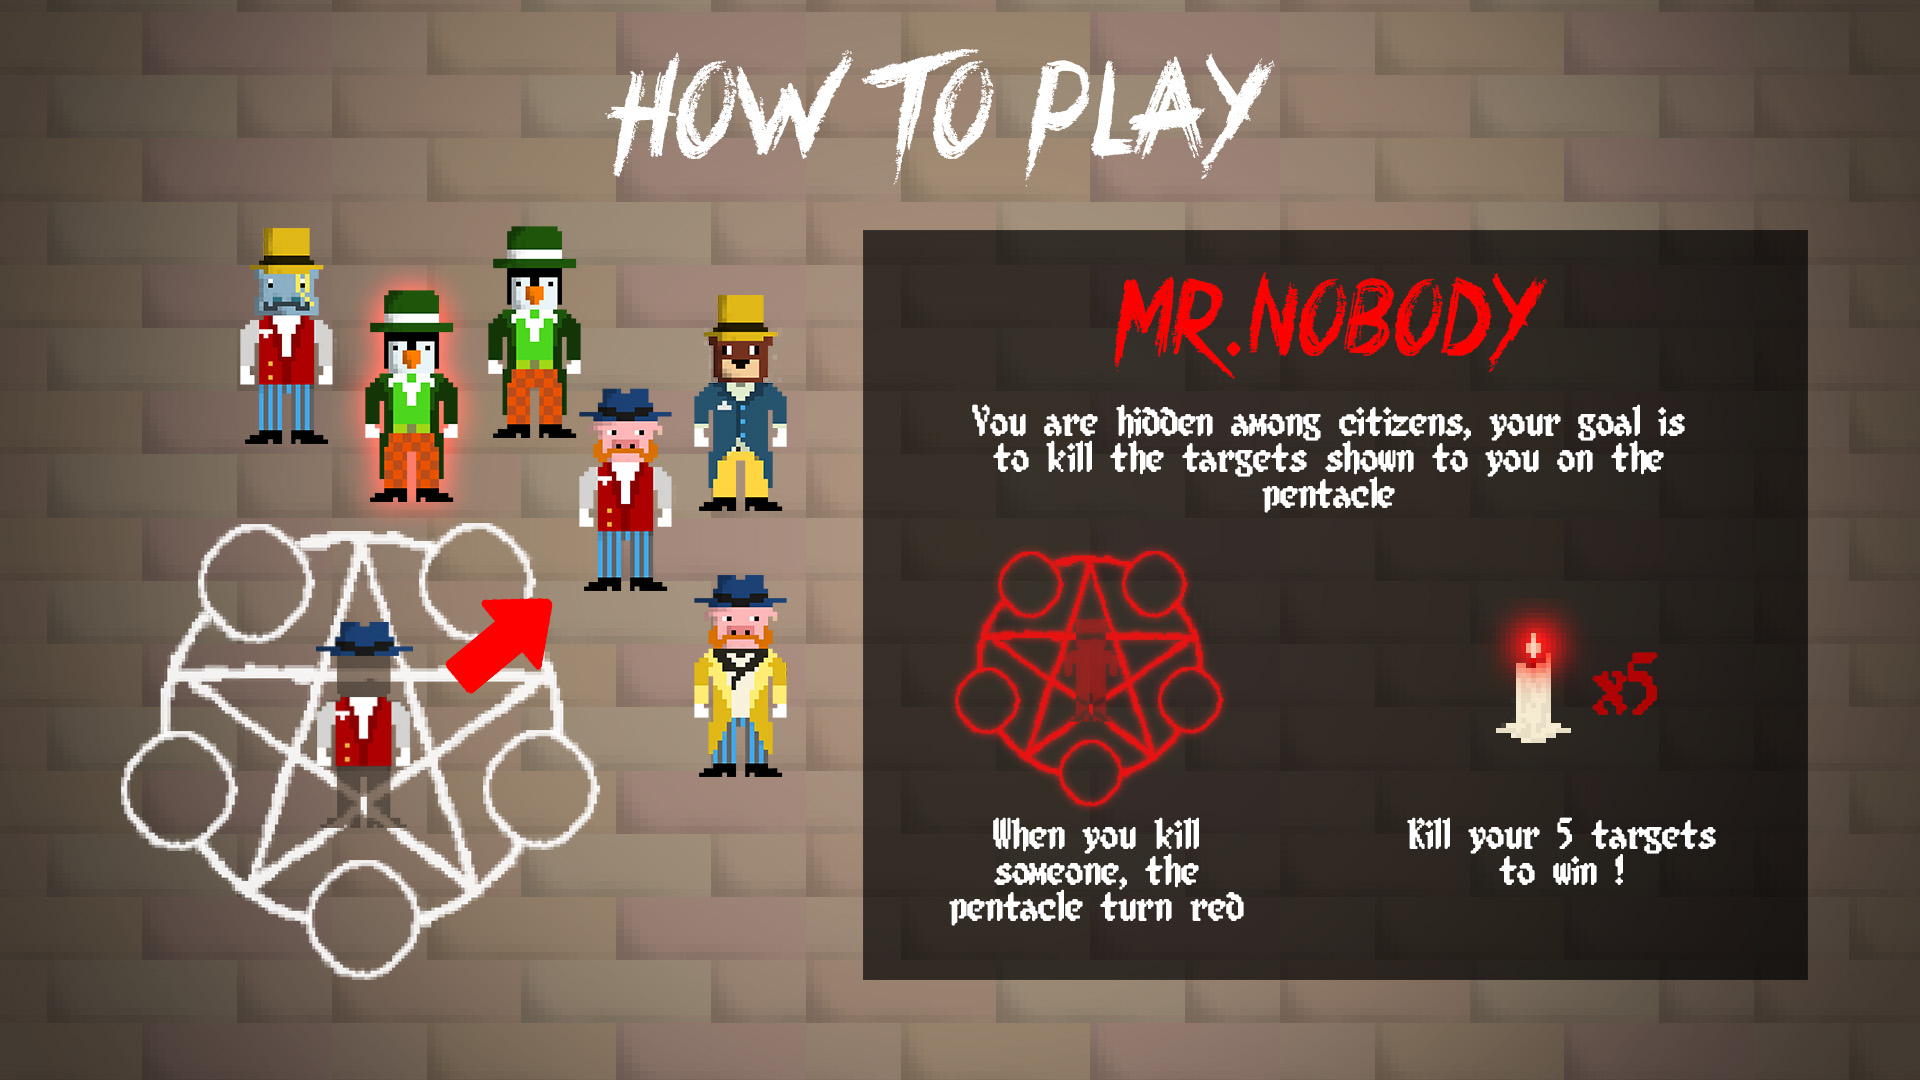 HOW TO PLAY
MR.NOBODY
You are hidden among citizens, your goal is
to kill the targets shown to you on the
pentacle
x5
When you kill
someone, the
pentacle turn red
Kill your 5 targets
to win !